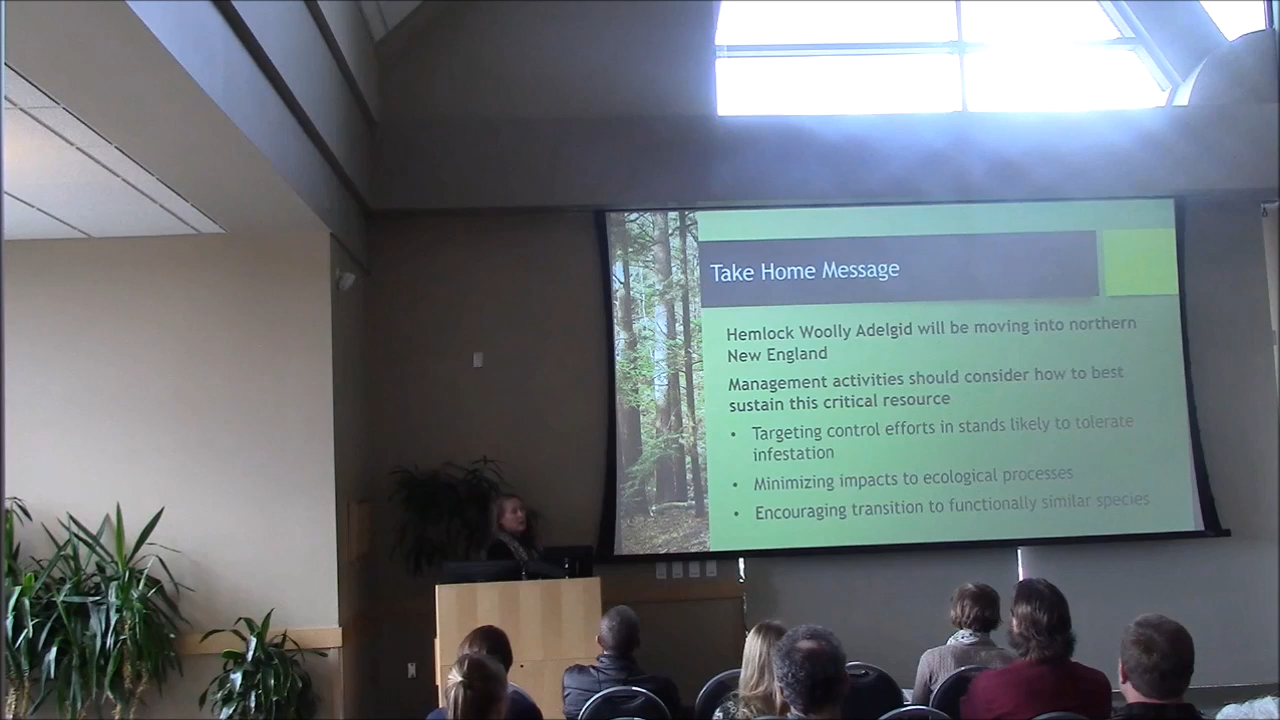 Take Home Message
Hemlock Woolly Adelgid will be moving into northern
New England
Management activities should consider how to best
sustain this critical resource
• Targeting control efforts in stands likely to tolerate
infestation
• Minimizing impacts to ecological processes
• Encouraging transition to functionally similar species